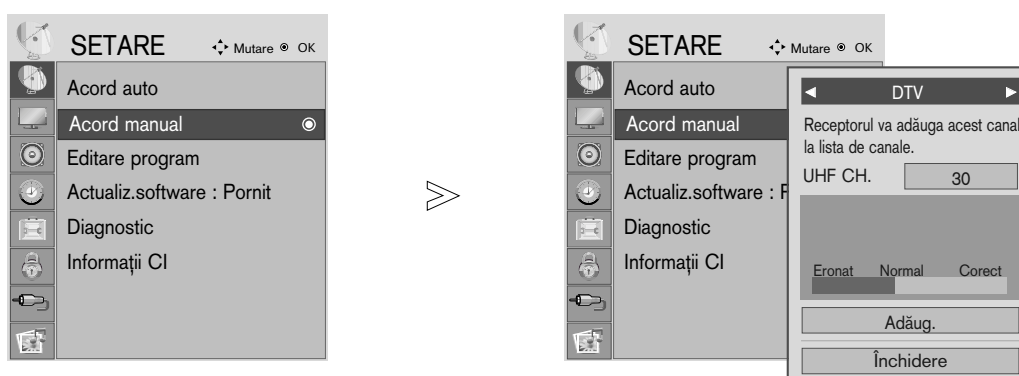 SETARE
Mutare OK
Acord auto
Acord manual
Editare program
Actualiz.software : Pornit
Diagnostic
Informații CI
SETARE
Mutare OK
Acord auto
Acord manual
Editare program
Actualiz.software :
Diagnostic
Informații CI
DTV
Receptorul va adăuga acest canal
la lista de canale.
UHF CH. 30
Eronat Normal Corect
Adăug.
Închidere